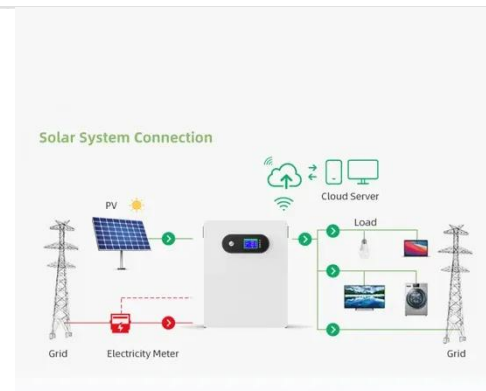 Solar System Connection
Cloud Server
PV
Load
Grid
Electricity Meter
Grid